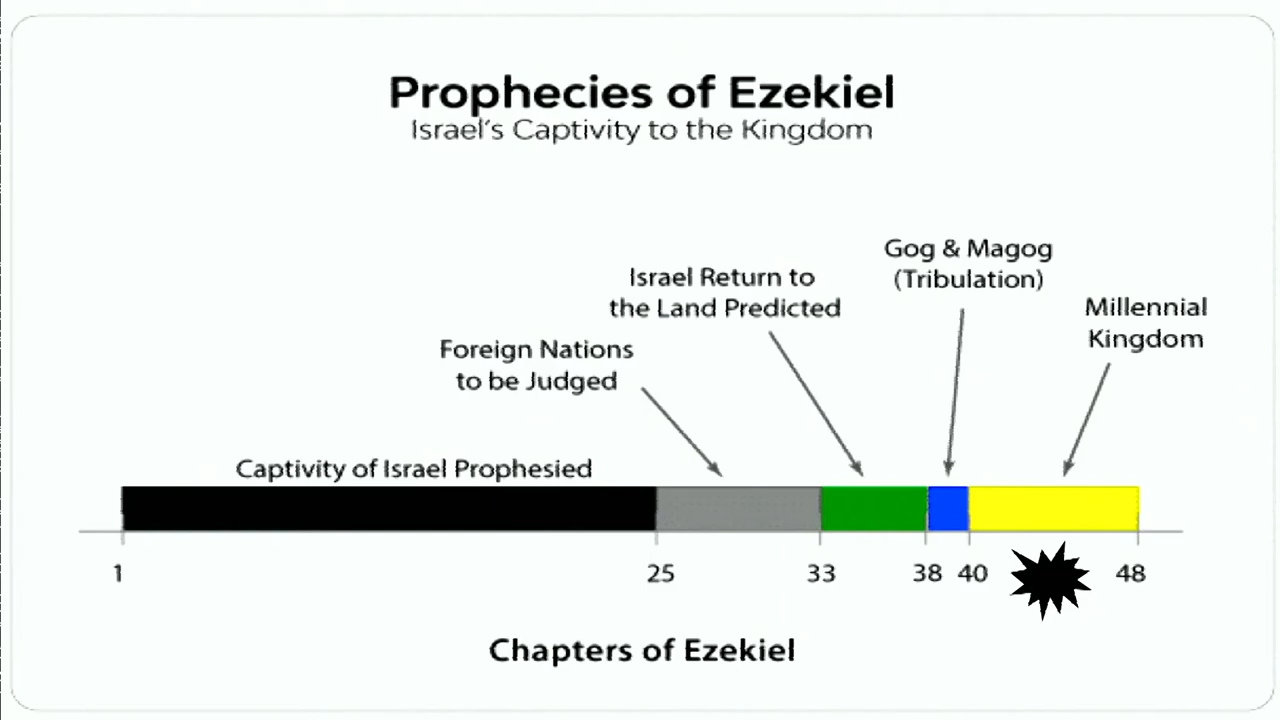 Prophecies of Ezekiel
Israel's Captivity to the Kingdom
Gog & Magog
(Tribulation)
Israel Return to
the Land Predicted
Millennial
Kingdom
Foreign Nations
to be Judged
Captivity of Israel Prophesied
1 25 33 38 40 48
Chapters of Ezekiel